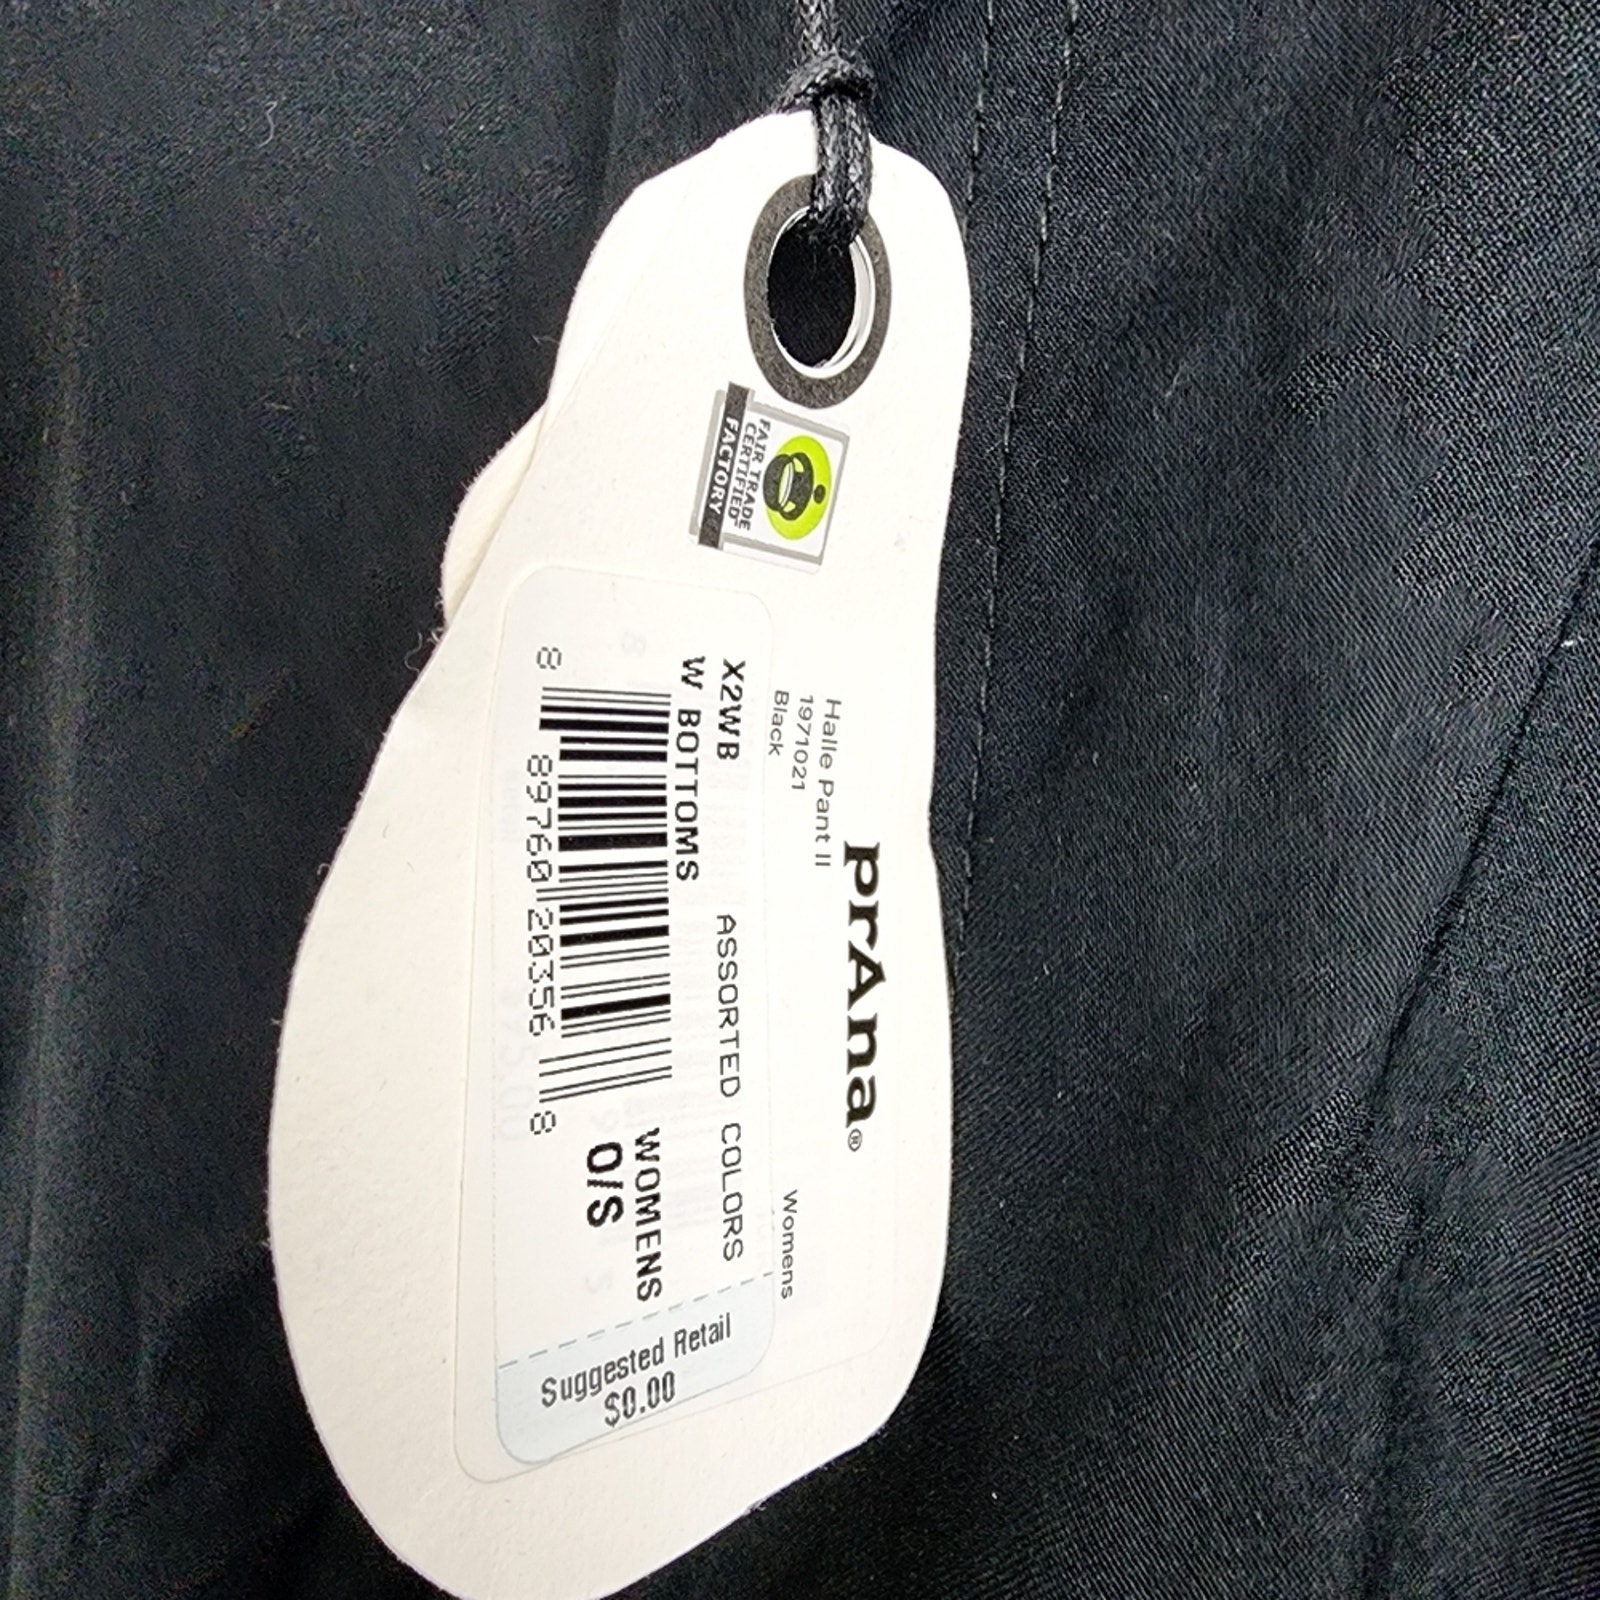 FAIR TRADE
CERTIFIED™
FACTORY
prAna®
Halle Pant II
1971021
Black
Womens
X2WB
ASSORTED COLORS
W BOTTOMS
8 89760 20356 8
WOMENS
O/S
Suggested Retail
$0.00